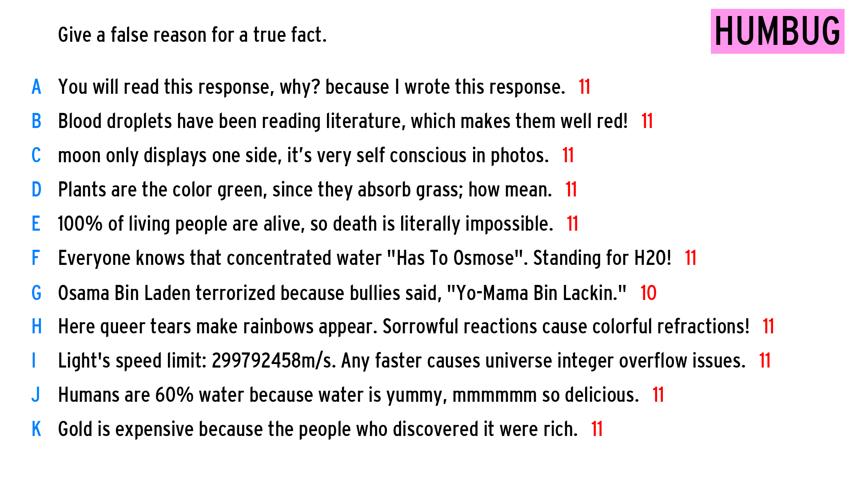 Give a false reason for a true fact.
HUMBUG
A You will read this response, why? because I wrote this response. 11
B Blood droplets have been reading literature, which makes them well red! 11
C moon only displays one side, it's very self conscious in photos. 11
D Plants are the color green, since they absorb grass; how mean. 11
E 100% of living people are alive, so death is literally impossible. 11
F Everyone knows that concentrated water "Has To Osmose". Standing for H20! 11
G Osama Bin Laden terrorized because bullies said, "Yo-Mama Bin Lackin." 10
H Here queer tears make rainbows appear. Sorrowful reactions cause colorful refractions! 11
I Light's speed limit: 299792458m/s. Any faster causes universe integer overflow issues. 11
J Humans are 60% water because water is yummy, mmmmmm so delicious. 11
K Gold is expensive because the people who discovered it were rich. 11